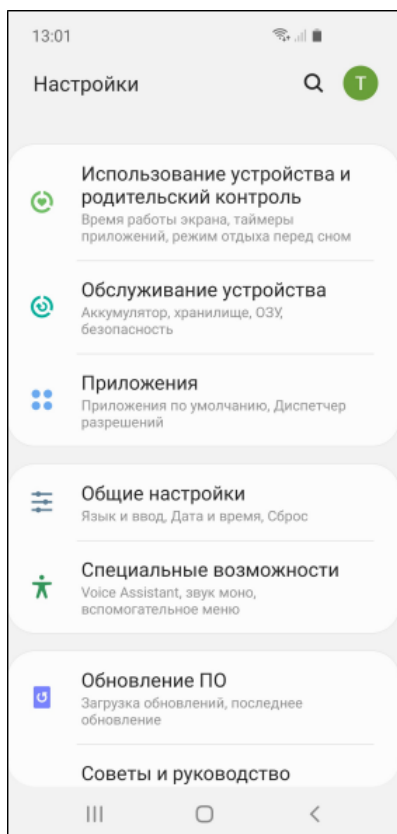 13:01
Настройки
T
Использование устройства и
родительский контроль
Время работы экрана, таймеры
приложений, режим отдыха перед сном
Обслуживание устройства
Аккумулятор, хранилище, ОЗУ,
безопасность
Приложения
Приложения по умолчанию, Диспетчер
разрешений
Общие настройки
Язык и ввод, Дата и время, Сброс
Специальные возможности
Voice Assistant, звук моно,
вспомогательное меню
Обновление ПО
Загрузка обновлений, последнее
обновление
Советы и руководство